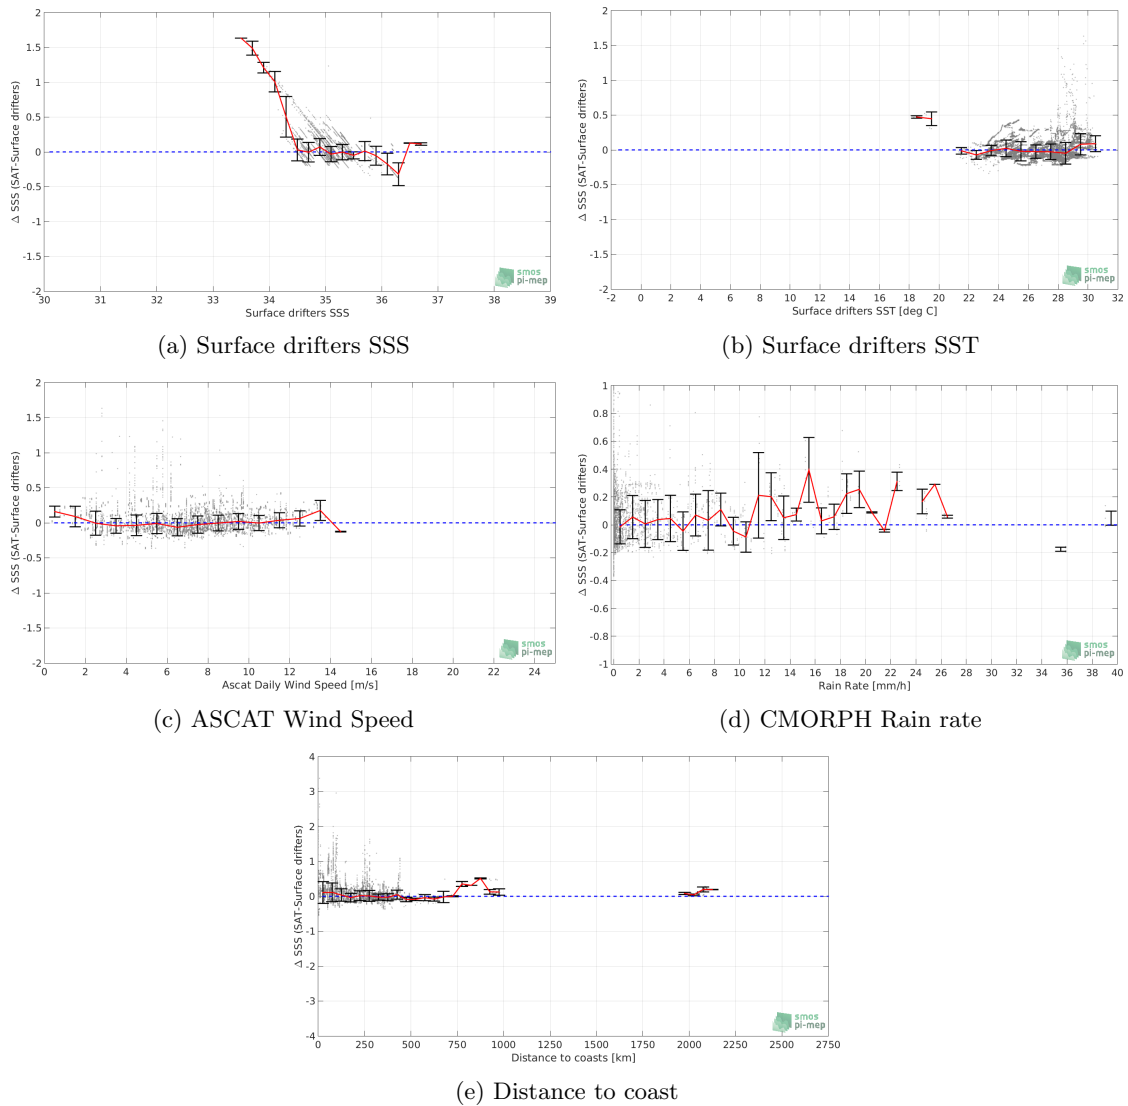 2
1.5
1
0.5
0
-0.5
-1
-1.5
-2
Δ SSS (SAT-Surface drifters)
30 31 32 33 34 35 36 37 38 39
Surface drifters SSS
smos
pi-mep
(a) Surface drifters SSS
2
1.5
1
0.5
0
-0.5
-1
-1.5
-2
Δ SSS (SAT-Surface drifters)
-2 0 2 4 6 8 10 12 14 16 18 20 22 24 26 28 30 32
Surface drifters SST [deg C]
smos
pi-mep
(b) Surface drifters SST
2
1.5
1
0.5
0
-0.5
-1
-1.5
-2
Δ SSS (SAT-Surface drifters)
0 2 4 6 8 10 12 14 16 18 20 22 24
Ascat Daily Wind Speed [m/s]
smos
pi-mep
(c) ASCAT Wind Speed
1
0.8
0.6
0.4
0.2
0
-0.2
-0.4
-0.6
-0.8
-1
Δ SSS (SAT-Surface drifters)
0 2 4 6 8 10 12 14 16 18 20 22 24 26 28 30 32 34 36 38 40
Rain Rate [mm/h]
smos
pi-mep
(d) CMORPH Rain rate
4
3
2
1
0
-1
-2
-3
-4
Δ SSS (SAT-Surface drifters)
0 250 500 750 1000 1250 1500 1750 2000 2250 2500 2750
Distance to coasts [km]
smos
pi-mep
(e) Distance to coast